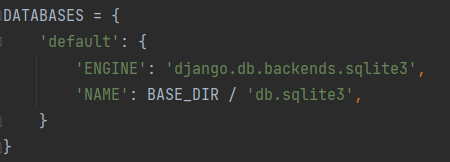 DATABASES = {
    'default': {
        'ENGINE': 'django.db.backends.sqlite3',
        'NAME': BASE_DIR / 'db.sqlite3',
    }
}